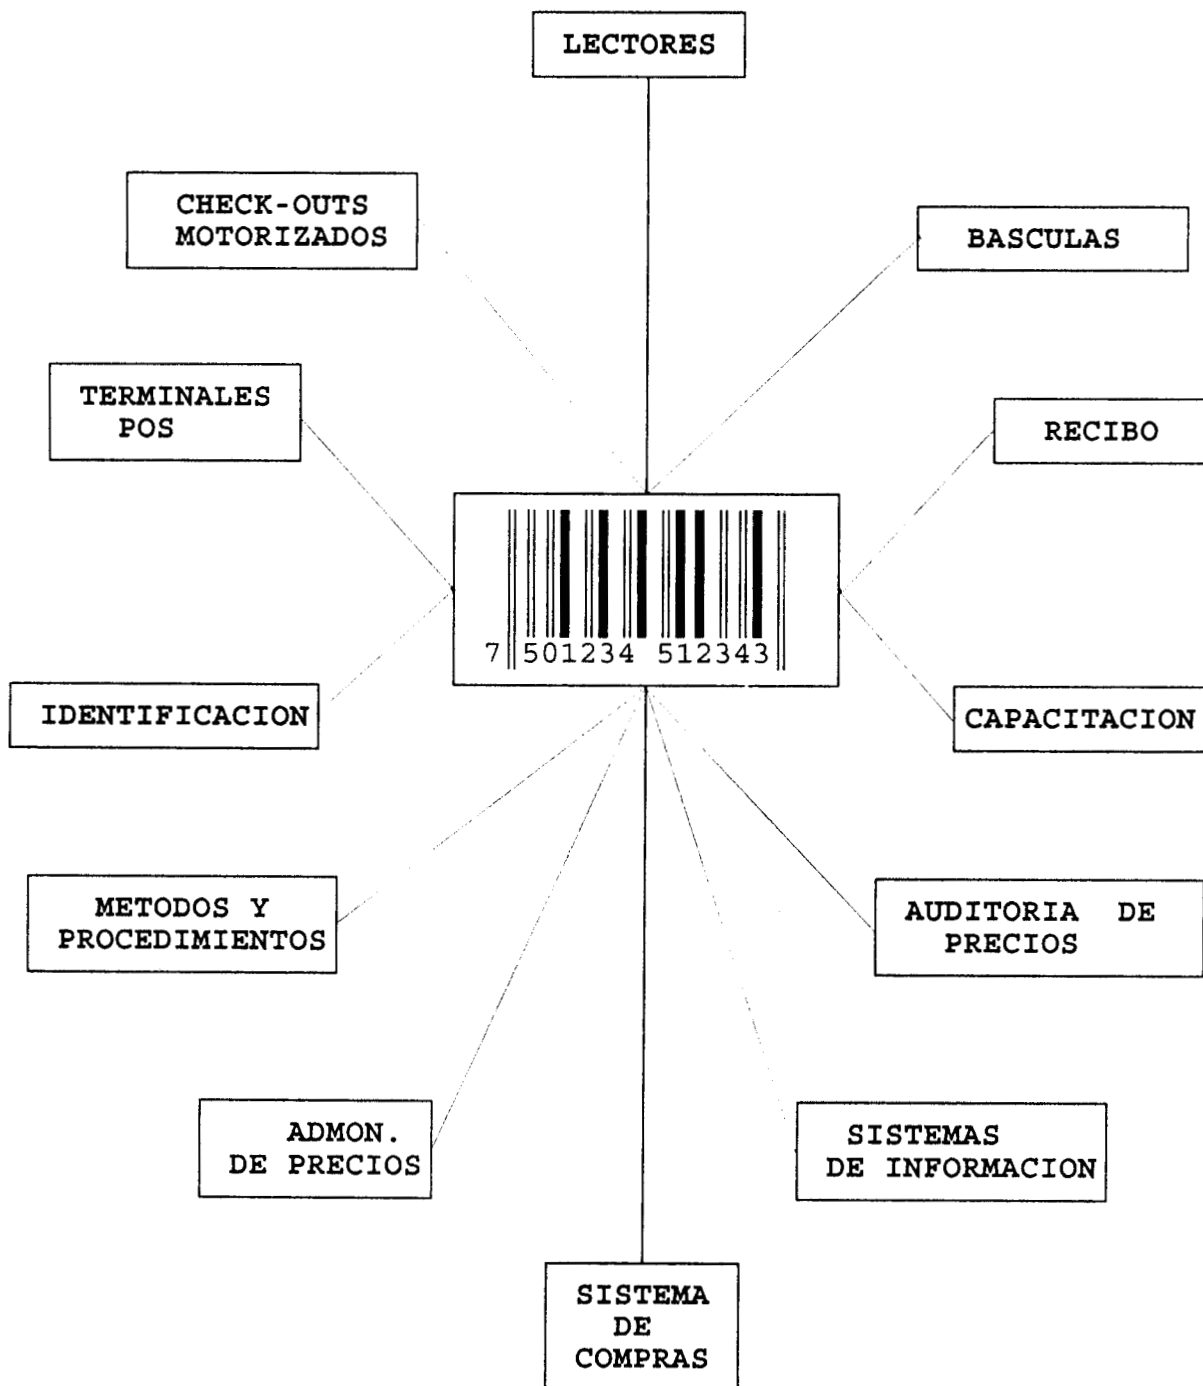 LECTORES
CHECK-OUTS
MOTORIZADOS
BASCULAS
TERMINALES
POS
RECIBO
7 501234 512343
IDENTIFICACION
CAPACITACION
METODOS Y
PROCEDIMIENTOS
AUDITORIA DE
PRECIOS
ADMON.
DE PRECIOS
SISTEMAS
DE INFORMACION
SISTEMA
DE
COMPRAS